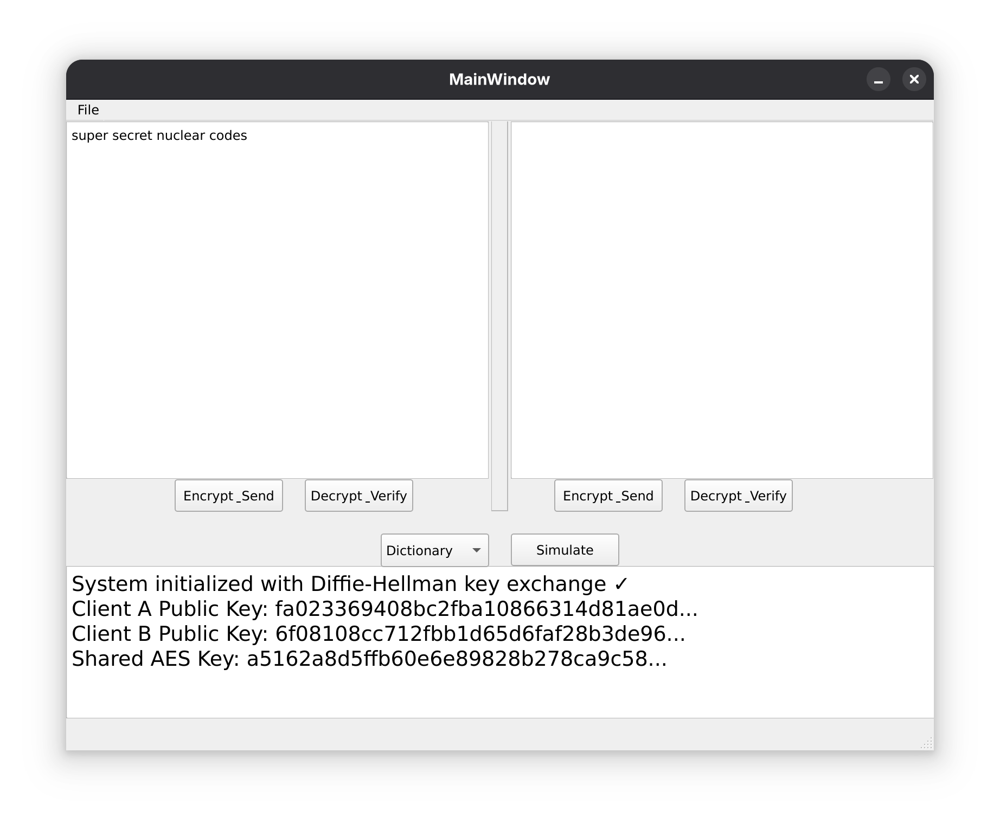 MainWindow
File
super secret nuclear codes
Encrypt _Send
Decrypt _Verify
Encrypt _Send
Decrypt _Verify
Dictionary
Simulate
System initialized with Diffie-Hellman key exchange ✓
Client A Public Key: fa023369408bc2fba10866314d81ae0d...
Client B Public Key: 6f08108cc712fbb1d65d6faf28b3de96...
Shared AES Key: a5162a8d5ffb60e6e89828b278ca9c58...